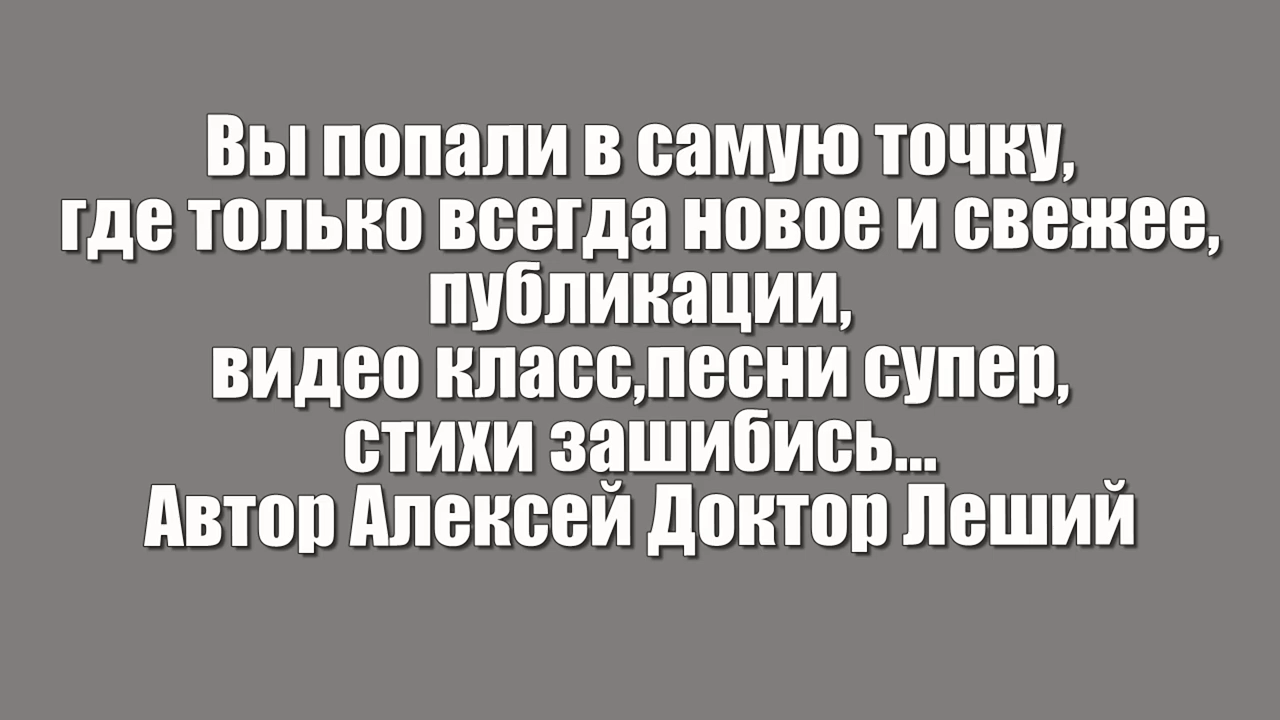 Вы попали в самую точку,
где только всегда новое и свежее,
публикации,
видео класс,песни супер,
стихи зашибись...
Автор Алексей Доктор Леший